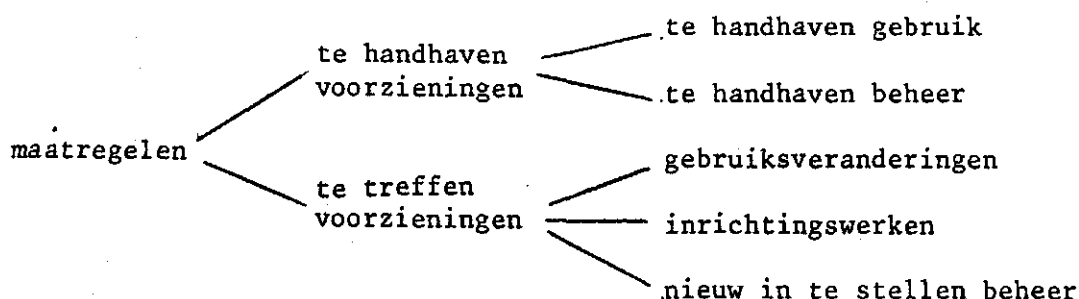 maatregelen
te handhaven
voorzieningen
te handhaven gebruik
te handhaven beheer
te treffen
voorzieningen
gebruiksveranderingen
inrichtingswerken
nieuw in te stellen beheer